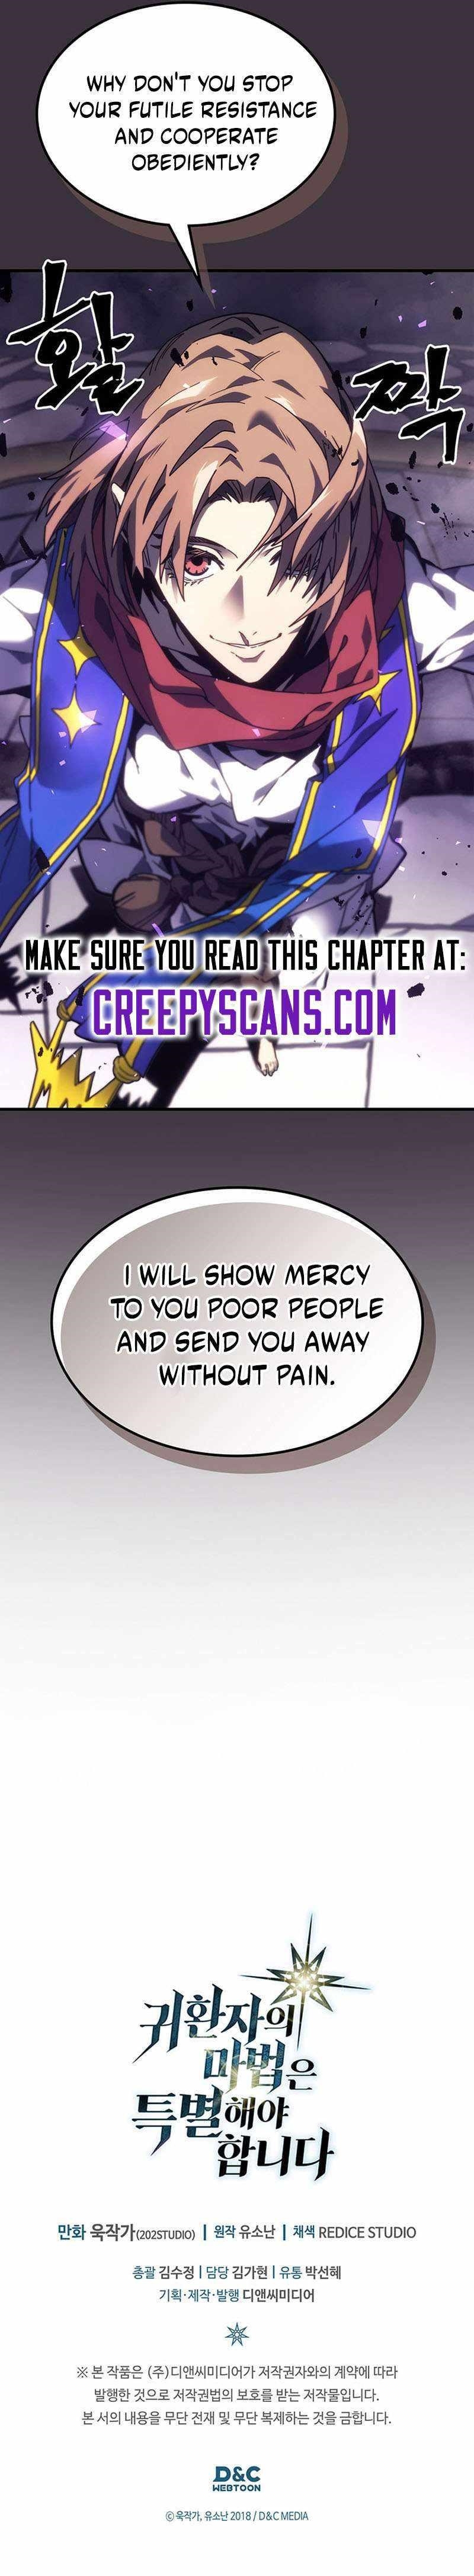 WHY DON'T YOU STOP
YOUR FUTILE RESISTANCE
AND COOPERATE
OBEDIENTLY?
활
짝
MAKE SURE YOU READ THIS CHAPTER AT:
CREEPYSCANS.COM
I WILL SHOW MERCY
TO YOU POOR PEOPLE
AND SEND YOU AWAY
WITHOUT PAIN.
귀환자의
마법은
특별해야
합니다
만화 욱작가(202STUDIO) | 원작 유소난 | 채색 REDICE STUDIO
총괄 김수정 | 담당 김가현 | 유통 박선혜
기획·제작·발행 디앤씨미디어
※ 본 작품은 (주)디앤씨미디어가 저작권자와의 계약에 따라
발행한 것으로 저작권법의 보호를 받는 저작물입니다.
본 서의 내용을 무단 전재 및 무단 복제하는 것을 금합니다.
D&C
WEBTOON
© 욱작가, 유소난 2018 / D&C MEDIA